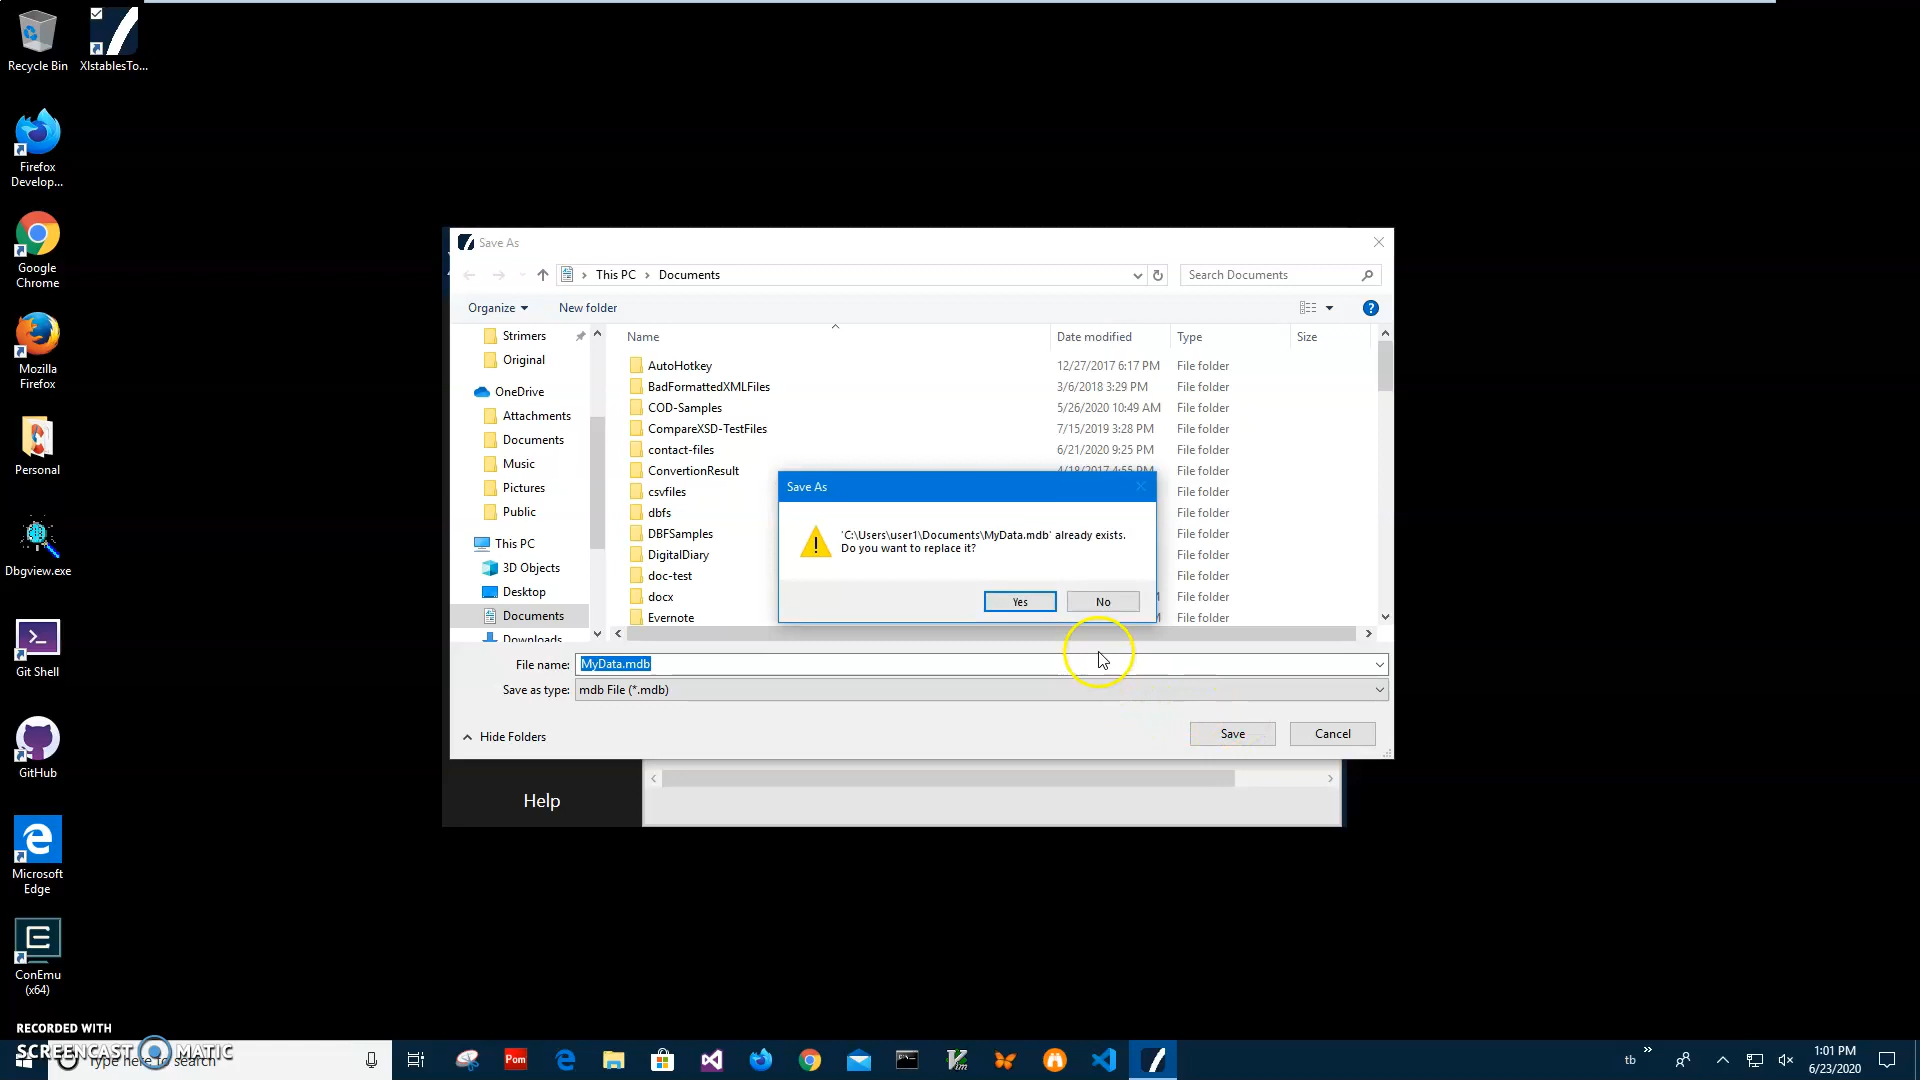 Recycle Bin
XlstablesTo...
Firefox
Develop...
Google
Chrome
Mozilla
Firefox
Personal
Dbgview.exe
Git Shell
GitHub
Microsoft
Edge
ConEmu
(x64)
Save As
This PC
Documents
Search Documents
Organize
New folder
Strimers
Original
OneDrive
Attachments
Documents
Music
Pictures
Public
This PC
3D Objects
Desktop
Documents
Downloads
Name Date modified Type Size
AutoHotkey 12/27/2017 6:17 PM File folder
BadFormattedXMLFiles 3/6/2018 3:29 PM File folder
COD-Samples 5/26/2020 10:49 AM File folder
CompareXSD-TestFiles 7/15/2019 3:28 PM File folder
contact-files 6/21/2020 9:25 PM File folder
ConvertionResult 4/18/2017 4:55 PM File folder
csvfiles File folder
dbfs File folder
DBFSamples File folder
DigitalDiary File folder
doc-test File folder
docx File folder
Evernote File folder
Save As
'C:\Users\user1\Documents\MyData.mdb' already exists.
Do you want to replace it?
Yes
No
File name: MyData.mdb
Save as type: mdb File (*.mdb)
Hide Folders
Save
Cancel
Help
RECORDED WITH
SCREENCAST MATIC
Type here to search
Pom
Vim
tb
1:01 PM
6/23/2020